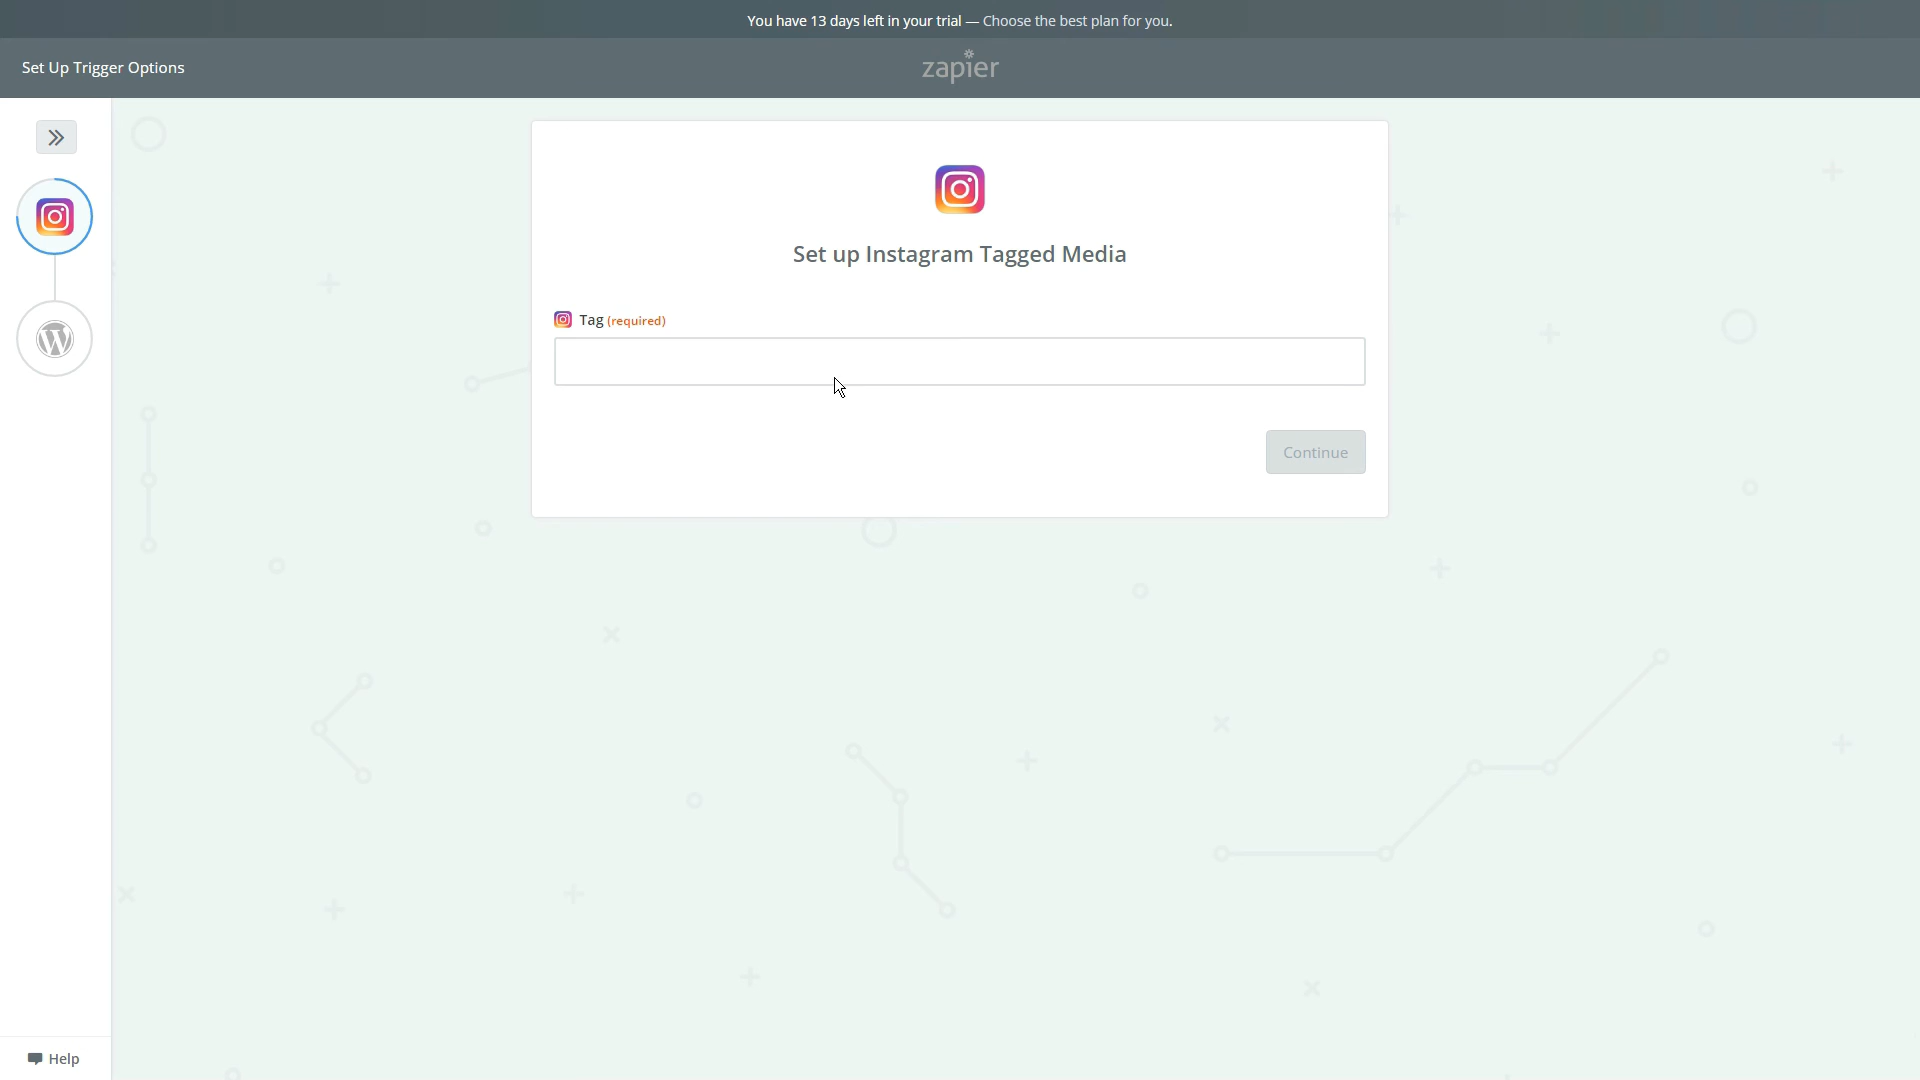 You have 13 days left in your trial — Choose the best plan for you.
Set Up Trigger Options
zapier
Set up Instagram Tagged Media
Tag (required)
Continue
Help